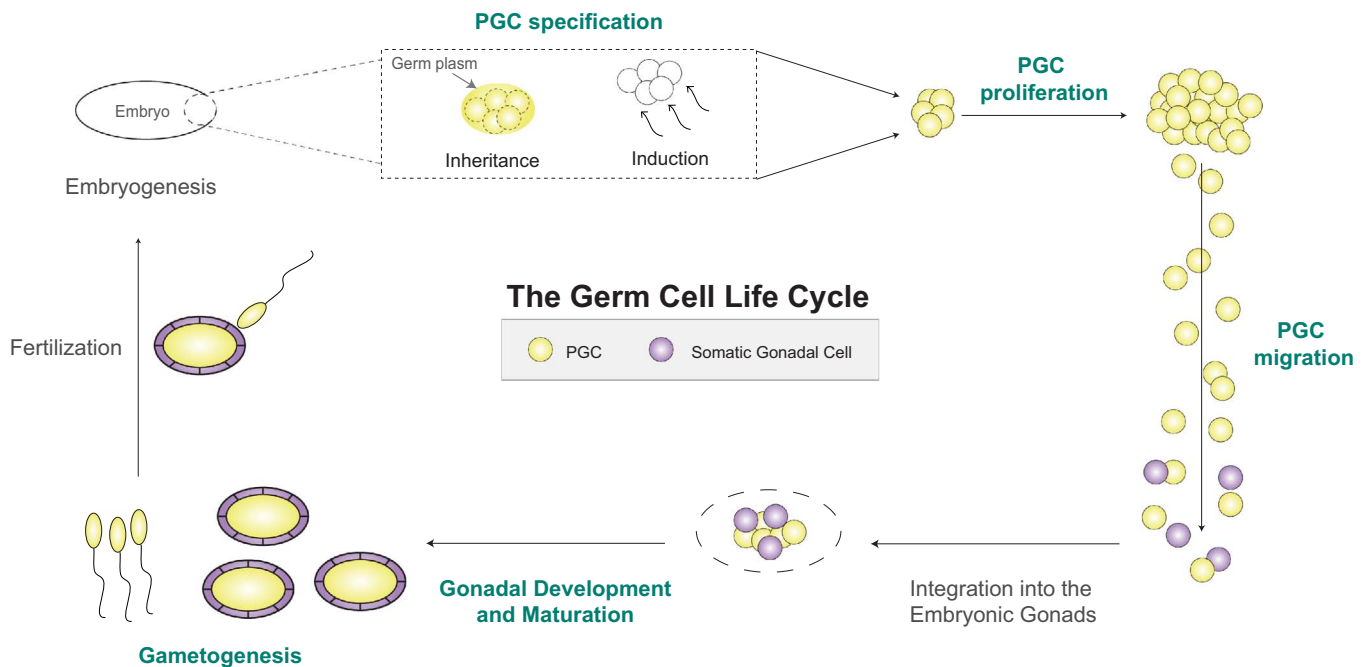 PGC specification
Germ plasm
Embryo
Inheritance
Induction
PGC
proliferation
Embryogenesis
The Germ Cell Life Cycle
PGC
Somatic Gonadal Cell
Fertilization
PGC
migration
Gonadal Development
and Maturation
Integration into the
Embryonic Gonads
Gametogenesis